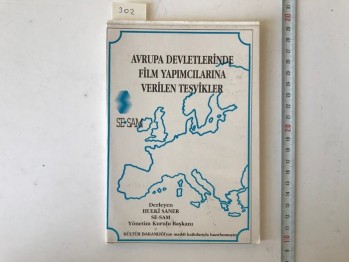 302
AVRUPA DEVLETLERİNDE
FİLM YAPIMCILARINA
VERİLEN TEŞVİKLER
SE-SAM
Derleyen
HULKİ SANER
SE-SAM
Yönetim Kurulu Başkanı
KÜLTÜR BAKANLIĞI'nın maddi katkılarıyla hazırlanmıştır